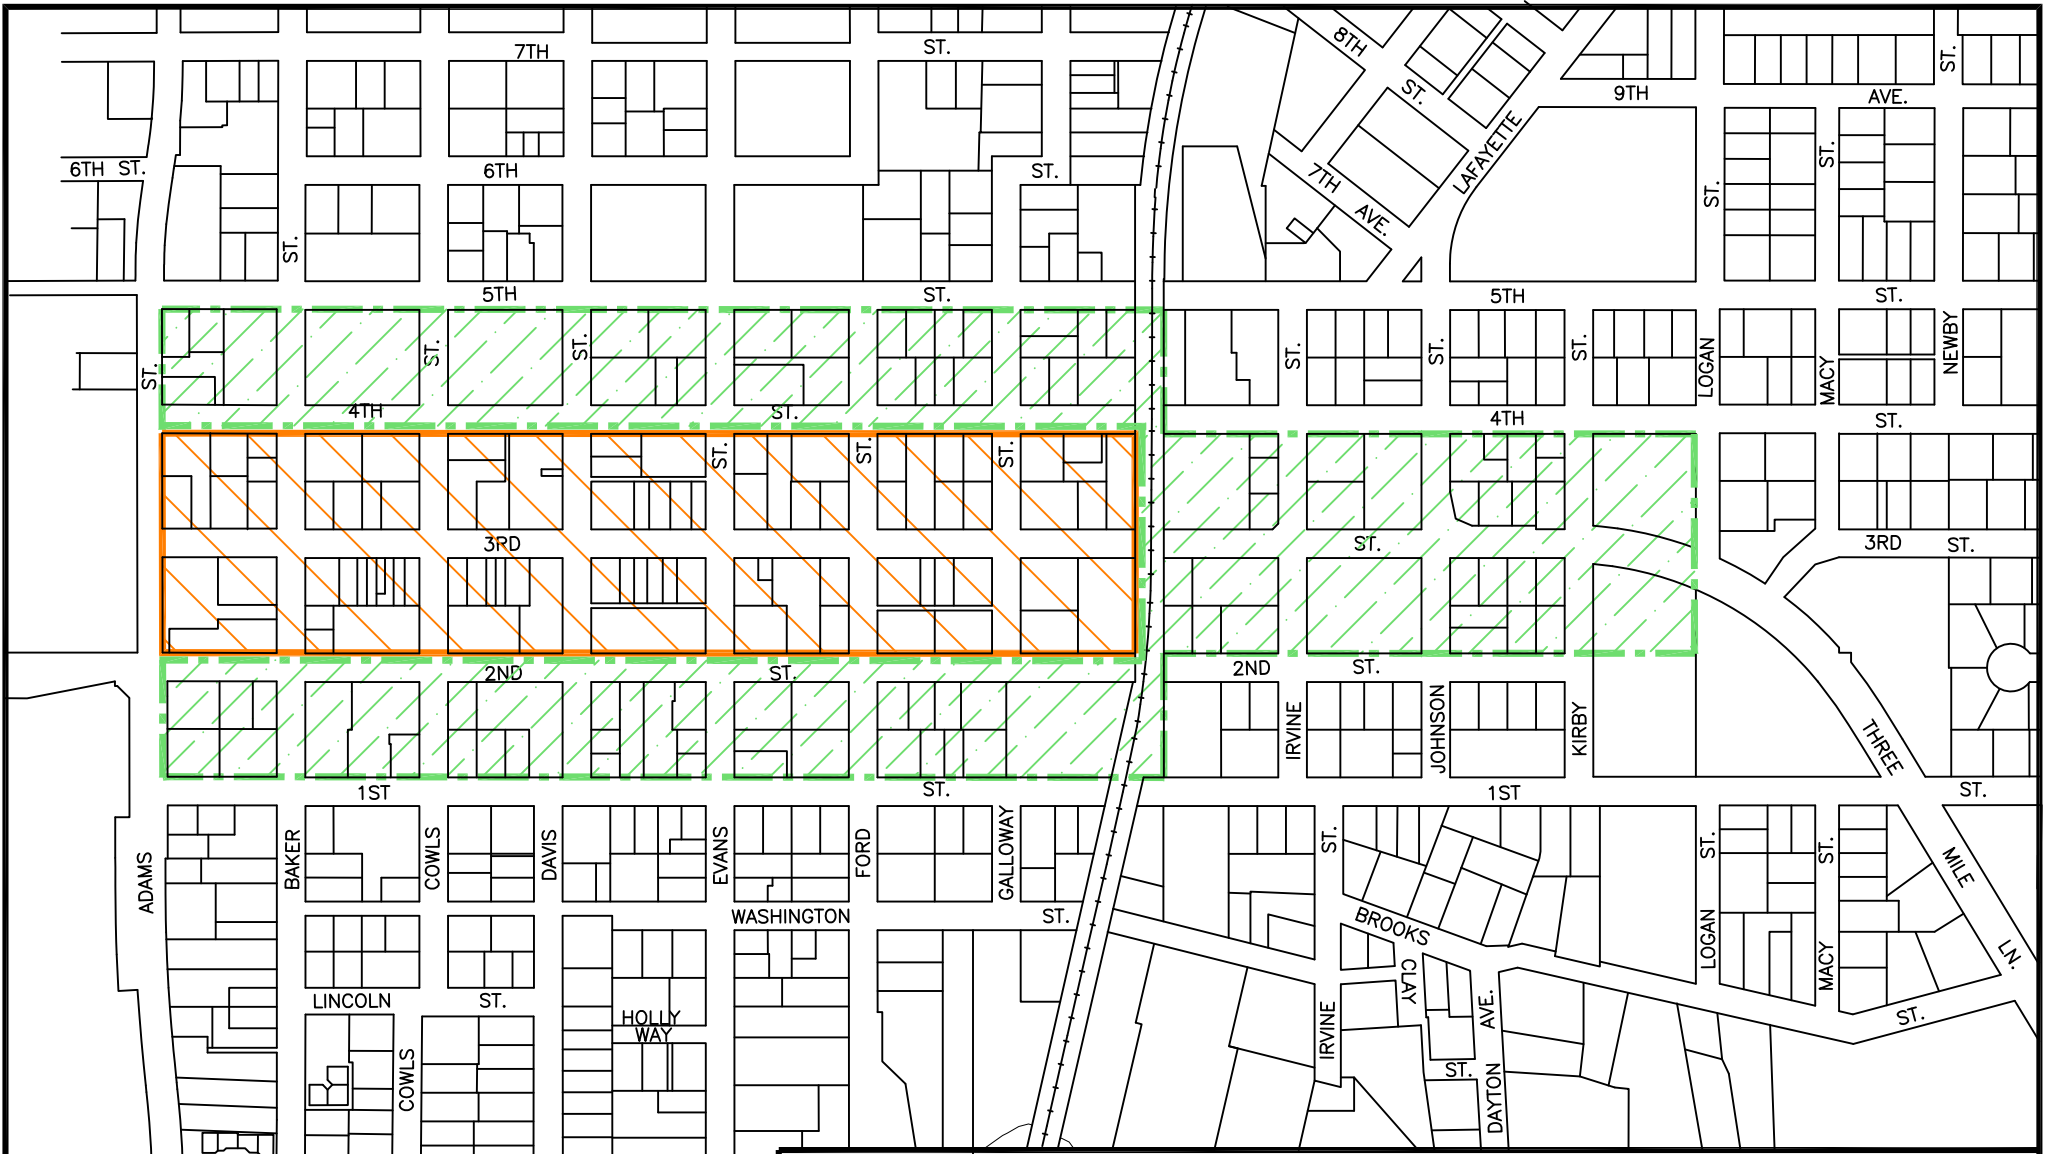 7TH ST.
8TH ST.
9TH AVE.
ST.
6TH ST.
6TH ST.
7TH AVE.
LAFAYETTE
ST.
ST.
ST.
5TH ST.
5TH ST.
ST.
ST.
ST.
ST.
ST.
ST.
LOGAN
MACY
NEWBY
4TH ST.
4TH ST.
ST.
ST.
ST.
3RD ST.
3RD ST.
2ND ST.
2ND ST.
IRVINE
JOHNSON
KIRBY
THREE MILE LN.
1ST ST.
1ST ST.
ADAMS
BAKER
COWLS
DAVIS
EVANS
FORD
GALLOWAY
ST.
ST.
ST.
WASHINGTON ST.
BROOKS ST.
LOGAN
MACY
LINCOLN ST.
CLAY ST.
HOLLY
WAY
COWLS
IRVINE
DAYTON AVE.